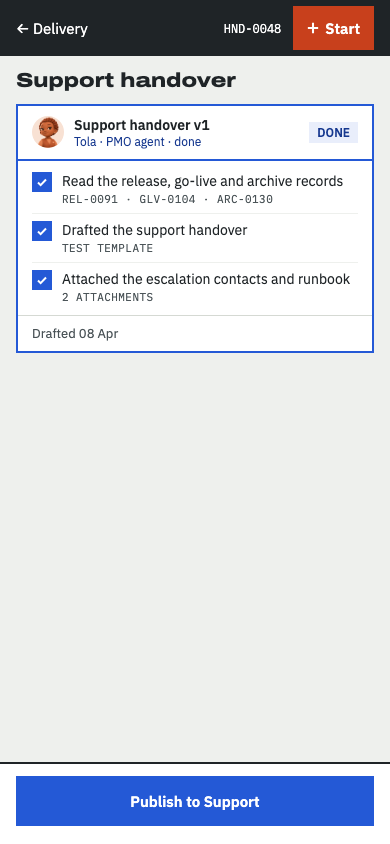 ← Delivery
HND-0048
+ Start
Support handover
Support handover v1
Tola · PMO agent · done
DONE
Read the release, go-live and archive records
REL-0091 · GLV-0104 · ARC-0130
Drafted the support handover
TEST TEMPLATE
Attached the escalation contacts and runbook
2 ATTACHMENTS
Drafted 08 Apr
Publish to Support